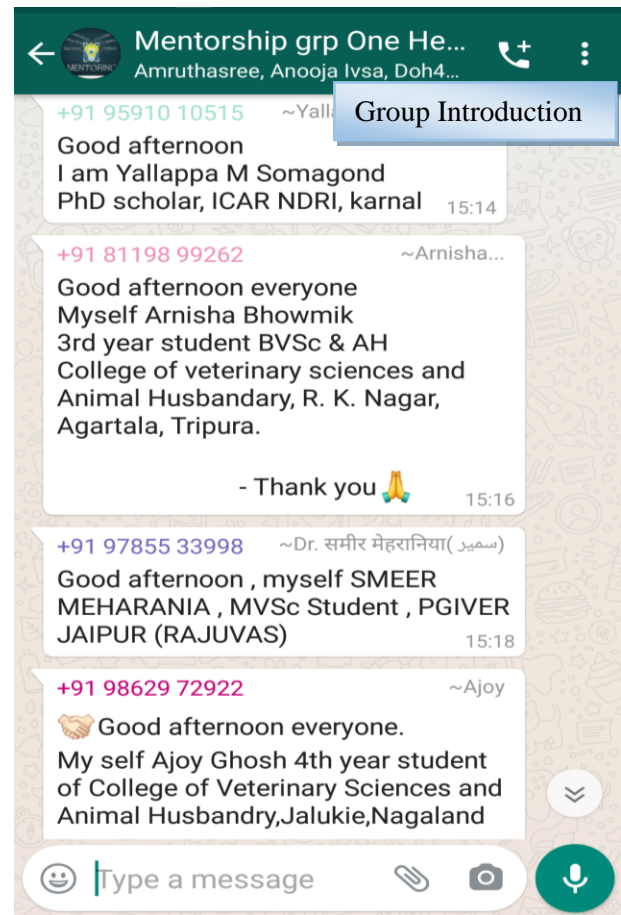 Mentorship grp One He...
Amruthasree, Anooja Ivsa, Doh4...
Group Introduction
+91 95910 10515 ~Yalla
Good afternoon
I am Yallappa M Somagond
PhD scholar, ICAR NDRI, karnal 15:14
+91 81198 99262 ~Arnisha...
Good afternoon everyone
Myself Arnisha Bhowmik
3rd year student BVSc & AH
College of veterinary sciences and
Animal Husbandary, R. K. Nagar,
Agartala, Tripura.
- Thank you 🙏 15:16
+91 97855 33998 ~Dr. समीर मेहरानिया( سمیر)
Good afternoon , myself SMEER
MEHARANIA , MVSc Student , PGIVER
JAIPUR (RAJUVAS) 15:18
+91 98629 72922 ~Ajoy
🤝🏻Good afternoon everyone.
My self Ajoy Ghosh 4th year student
of College of Veterinary Sciences and
Animal Husbandry,Jalukie,Nagaland
Type a message